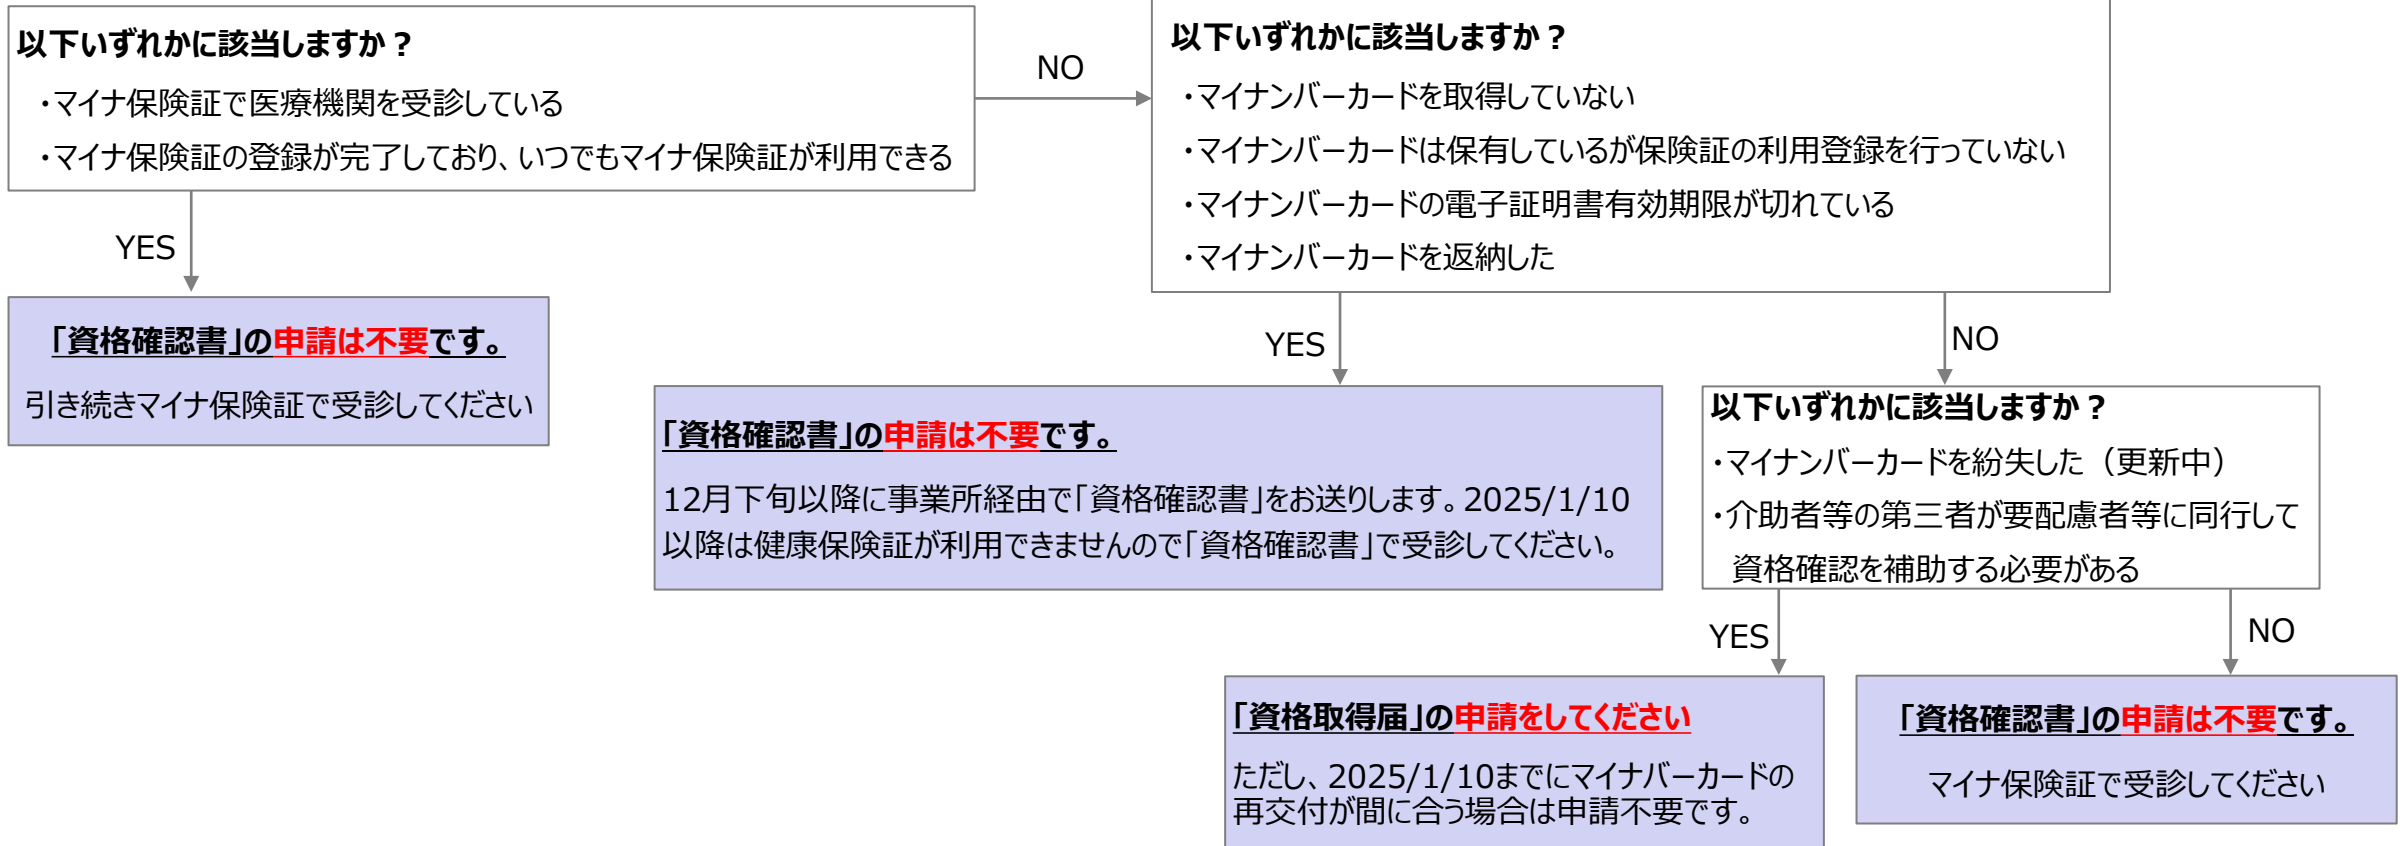 以下いずれかに該当しますか？
・マイナ保険証で医療機関を受診している
・マイナ保険証の登録が完了しており、いつでもマイナ保険証が利用できる
NO
以下いずれかに該当しますか？
・マイナンバーカードを取得していない
・マイナンバーカードは保有しているが保険証の利用登録を行っていない
・マイナンバーカードの電子証明書有効期限が切れている
・マイナンバーカードを返納した
YES
「資格確認書」の申請は不要です。
引き続きマイナ保険証で受診してください
YES
「資格確認書」の申請は不要です。
12月下旬以降に事業所経由で「資格確認書」をお送りします。2025/1/10
以降は健康保険証が利用できませんので「資格確認書」で受診してください。
NO
以下いずれかに該当しますか？
・マイナンバーカードを紛失した（更新中）
・介助者等の第三者が要配慮者等に同行して
資格確認を補助する必要がある
YES
「資格取得届」の申請をしてください
ただし、2025/1/10までにマイナバーカードの
再交付が間に合う場合は申請不要です。
NO
「資格確認書」の申請は不要です。
マイナ保険証で受診してください